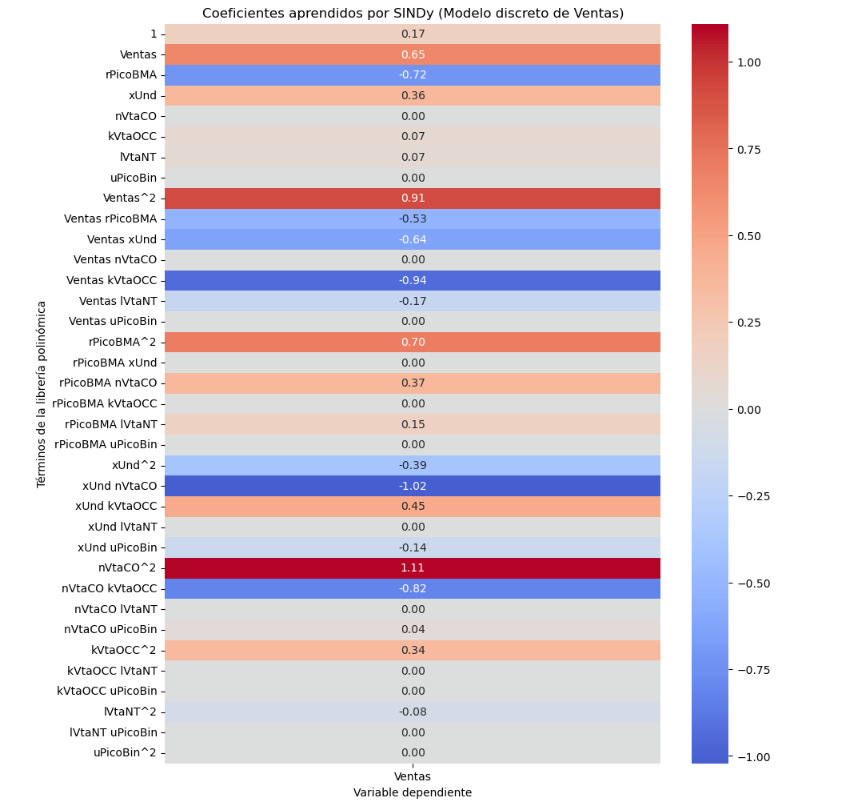 Coeficientes aprendidos por SINDy (Modelo discreto de Ventas)
1 0.17
Ventas 0.65
rPicoBMA -0.72
xUnd 0.36
nVtaCO 0.00
kVtaOCC 0.07
lVtaNT 0.07
uPicoBin 0.00
Ventas^2 0.91
Ventas rPicoBMA -0.53
Ventas xUnd -0.64
Ventas nVtaCO 0.00
Ventas kVtaOCC -0.94
Ventas lVtaNT -0.17
Ventas uPicoBin 0.00
rPicoBMA^2 0.70
rPicoBMA xUnd 0.00
rPicoBMA nVtaCO 0.37
rPicoBMA kVtaOCC 0.00
rPicoBMA lVtaNT 0.15
rPicoBMA uPicoBin 0.00
xUnd^2 -0.39
xUnd nVtaCO -1.02
xUnd kVtaOCC 0.45
xUnd lVtaNT 0.00
xUnd uPicoBin -0.14
nVtaCO^2 1.11
nVtaCO kVtaOCC -0.82
nVtaCO lVtaNT 0.00
nVtaCO uPicoBin 0.04
kVtaOCC^2 0.34
kVtaOCC lVtaNT 0.00
kVtaOCC uPicoBin 0.00
lVtaNT^2 -0.08
lVtaNT uPicoBin 0.00
uPicoBin^2 0.00
Términos de la librería polinómica
Ventas
Variable dependiente
1.00
0.75
0.50
0.25
0.00
−0.25
−0.50
−0.75
−1.00